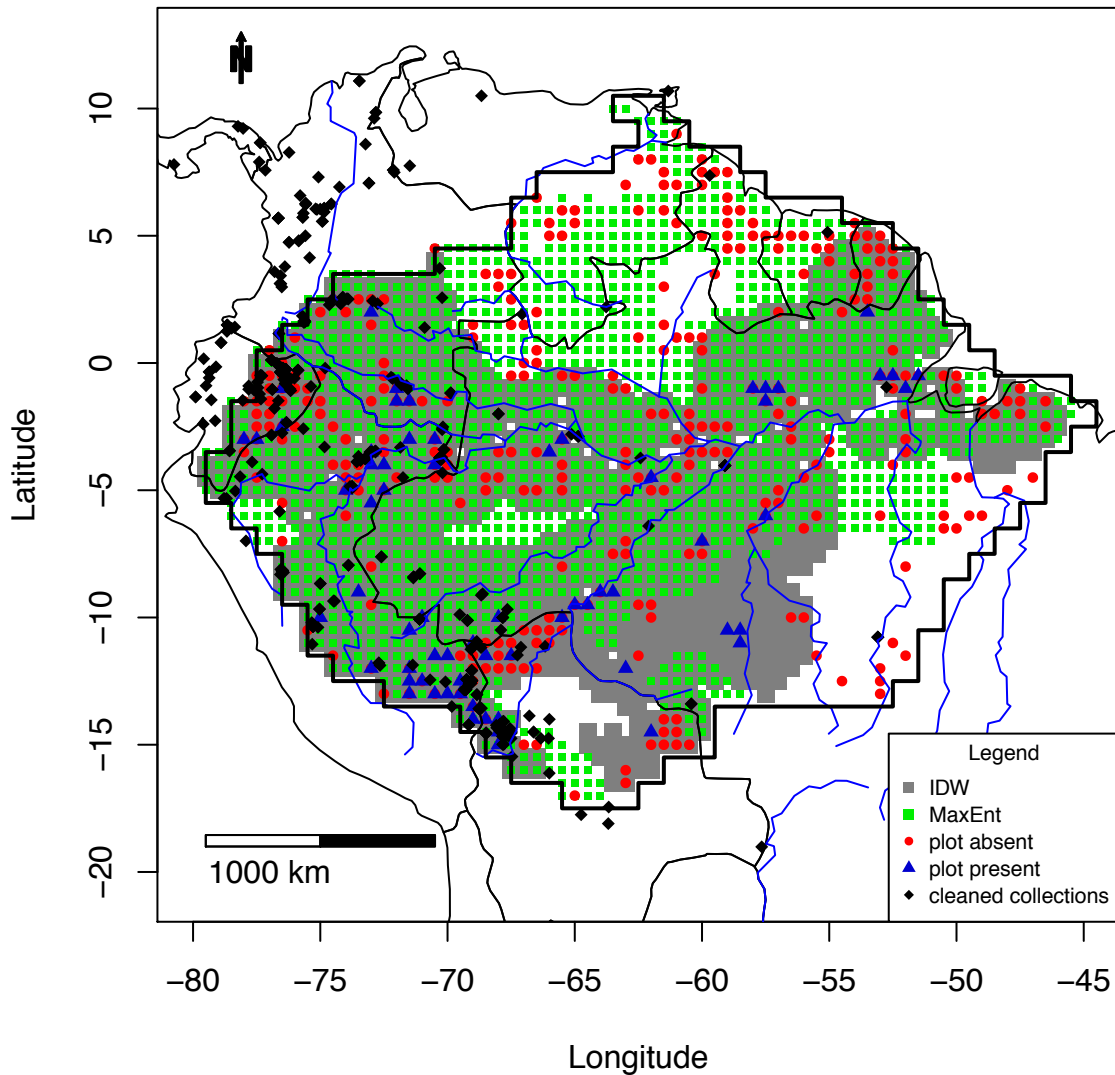 N
10
5
0
−5
−10
−15
−20
Latitude
1000 km
Legend
IDW
MaxEnt
plot absent
plot present
cleaned collections
−80
−75
−70
−65
−60
−55
−50
−45
Longitude